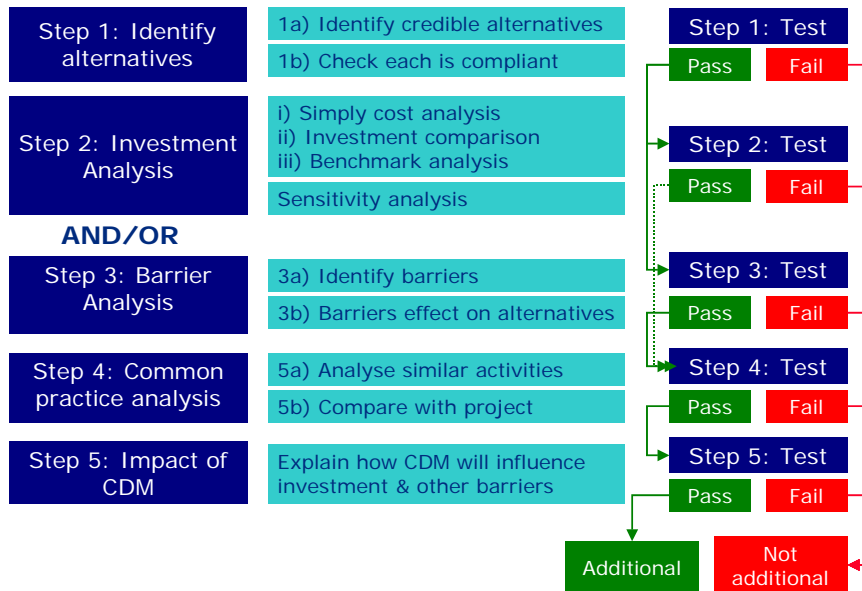 Step 1: Identify
alternatives
1a) Identify credible alternatives
1b) Check each is compliant
Step 1: Test
Pass
Fail
Step 2: Investment
Analysis
i) Simply cost analysis
ii) Investment comparison
iii) Benchmark analysis
Sensitivity analysis
Step 2: Test
Pass
Fail
AND/OR
Step 3: Barrier
Analysis
3a) Identify barriers
3b) Barriers effect on alternatives
Step 3: Test
Pass
Fail
Step 4: Common
practice analysis
5a) Analyse similar activities
5b) Compare with project
Step 4: Test
Pass
Fail
Step 5: Impact of
CDM
Explain how CDM will influence
investment & other barriers
Step 5: Test
Pass
Fail
Additional
Not
additional